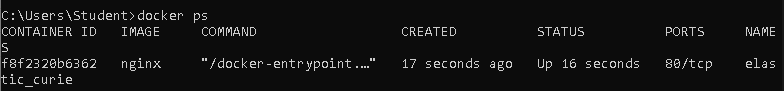 C:\Users\Student>docker ps
CONTAINER ID   IMAGE     COMMAND                  CREATED          STATUS          PORTS     NAME
S
f8f2320b6362   nginx     "/docker-entrypoint.…"   17 seconds ago   Up 16 seconds   80/tcp    elas
tic_curie